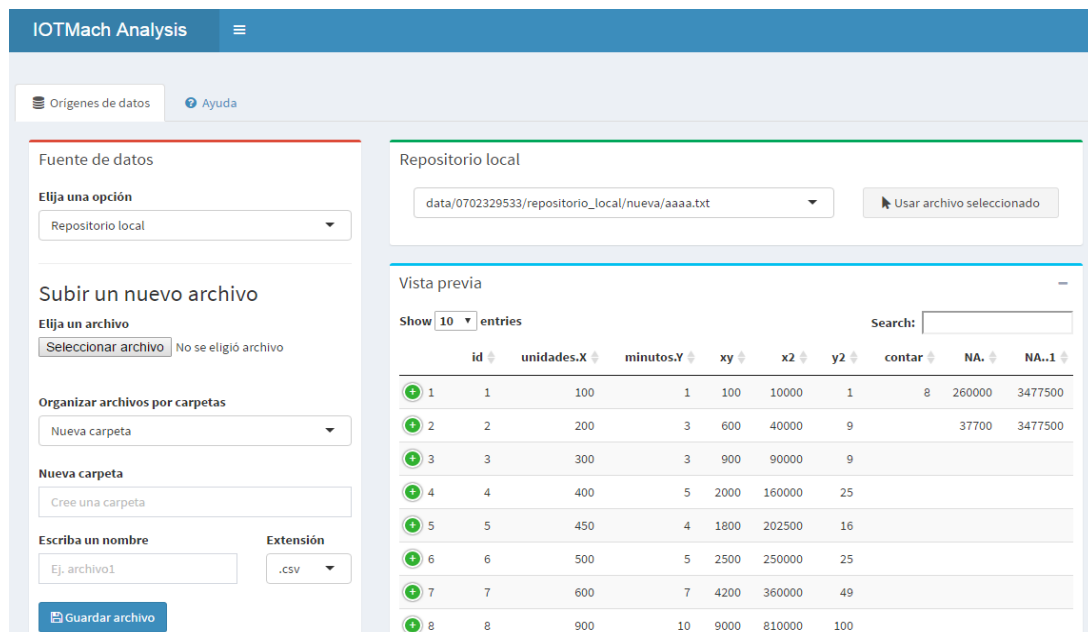 IOTMach Analysis
Orígenes de datos
Ayuda
Fuente de datos
Elija una opción
Repositorio local
Subir un nuevo archivo
Elija un archivo
Seleccionar archivo No se eligió archivo
Organizar archivos por carpetas
Nueva carpeta
Nueva carpeta
Cree una carpeta
Escriba un nombre Extensión
Ej. archivo1 .csv
Guardar archivo
Repositorio local
data/0702329533/repositorio_local/nueva/aaaa.txt Usar archivo seleccionado
Vista previa
Show 10 entries Search:
id unidades.X minutos.Y xy x2 y2 contar NA. NA..1
1 1 100 1 100 10000 1 8 260000 3477500
2 2 200 3 600 40000 9 37700 3477500
3 3 300 3 900 90000 9
4 4 400 5 2000 160000 25
5 5 450 4 1800 202500 16
6 6 500 5 2500 250000 25
7 7 600 7 4200 360000 49
8 8 900 10 9000 810000 100